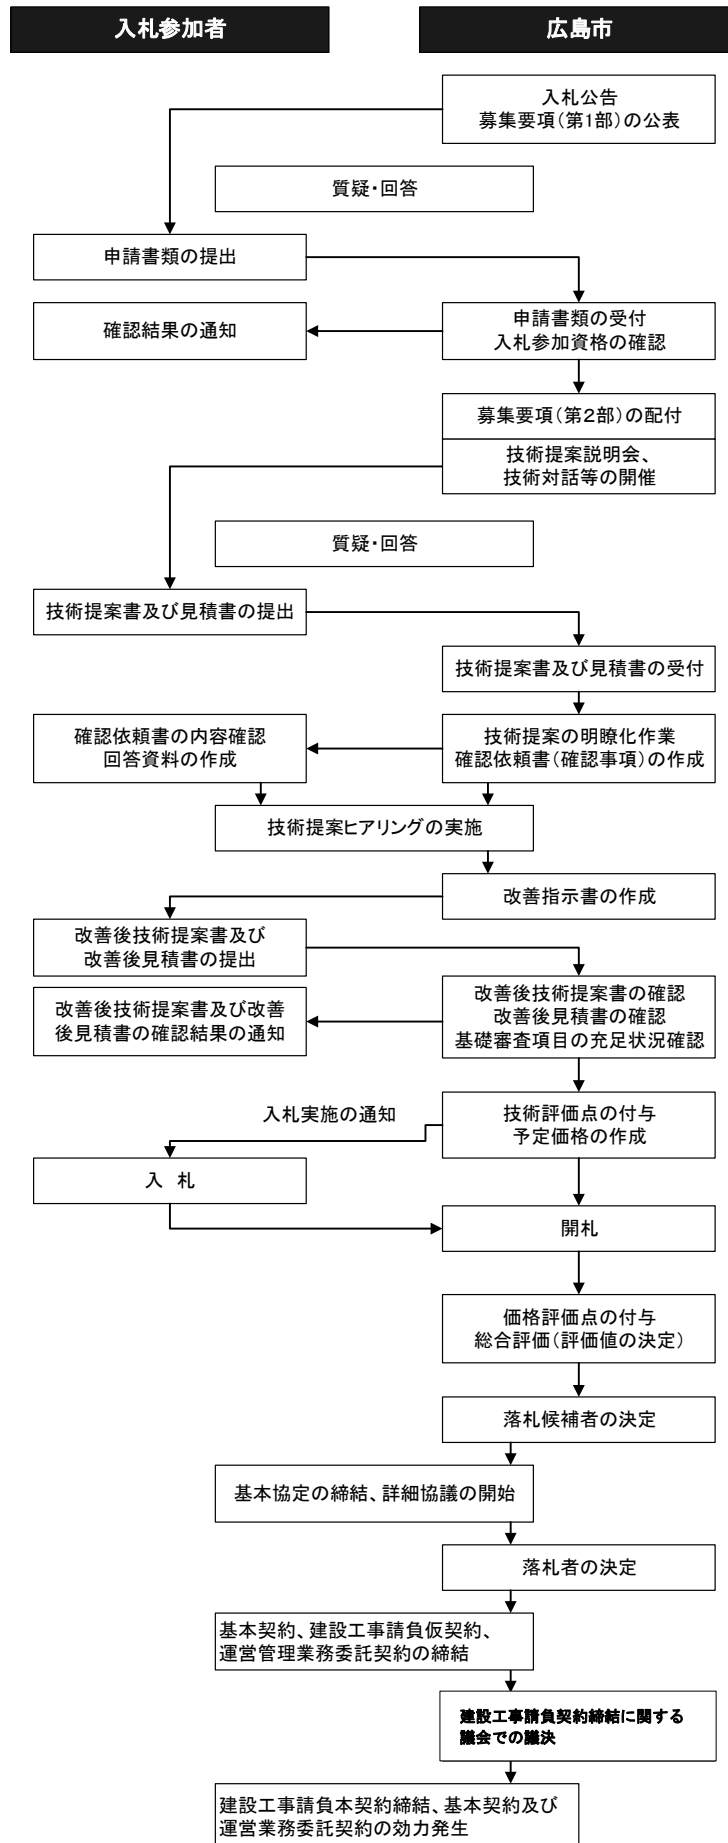 入札参加者
広島市
入札公告
募集要項(第1部)の公表
質疑・回答
申請書類の提出
確認結果の通知
申請書類の受付
入札参加資格の確認
募集要項(第2部)の配付
技術提案説明会、
技術対話等の開催
質疑・回答
技術提案書及び見積書の提出
技術提案書及び見積書の受付
確認依頼書の内容確認
回答資料の作成
技術提案の明瞭化作業
確認依頼書(確認事項)の作成
技術提案ヒアリングの実施
改善指示書の作成
改善後技術提案書及び
改善後見積書の提出
改善後技術提案書及び改善
後見積書の確認結果の通知
改善後技術提案書の確認
改善後見積書の確認
基礎審査項目の充足状況確認
入札実施の通知
技術評価点の付与
予定価格の作成
入 札
開札
価格評価点の付与
総合評価(評価値の決定)
落札候補者の決定
基本協定の締結、詳細協議の開始
落札者の決定
基本契約、建設工事請負仮契約、
運営管理業務委託契約の締結
建設工事請負契約締結に関する
議会での議決
建設工事請負本契約締結、基本契約及び
運営業務委託契約の効力発生